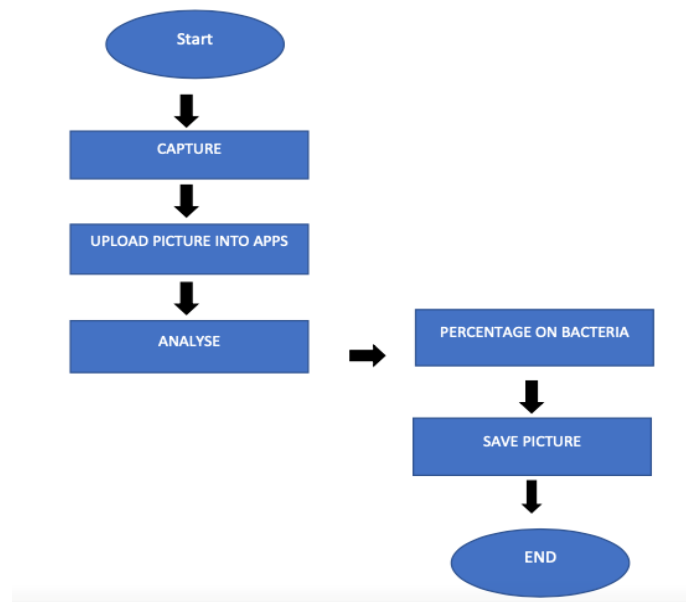 Start
CAPTURE
UPLOAD PICTURE INTO APPS
ANALYSE
PERCENTAGE ON BACTERIA
SAVE PICTURE
END